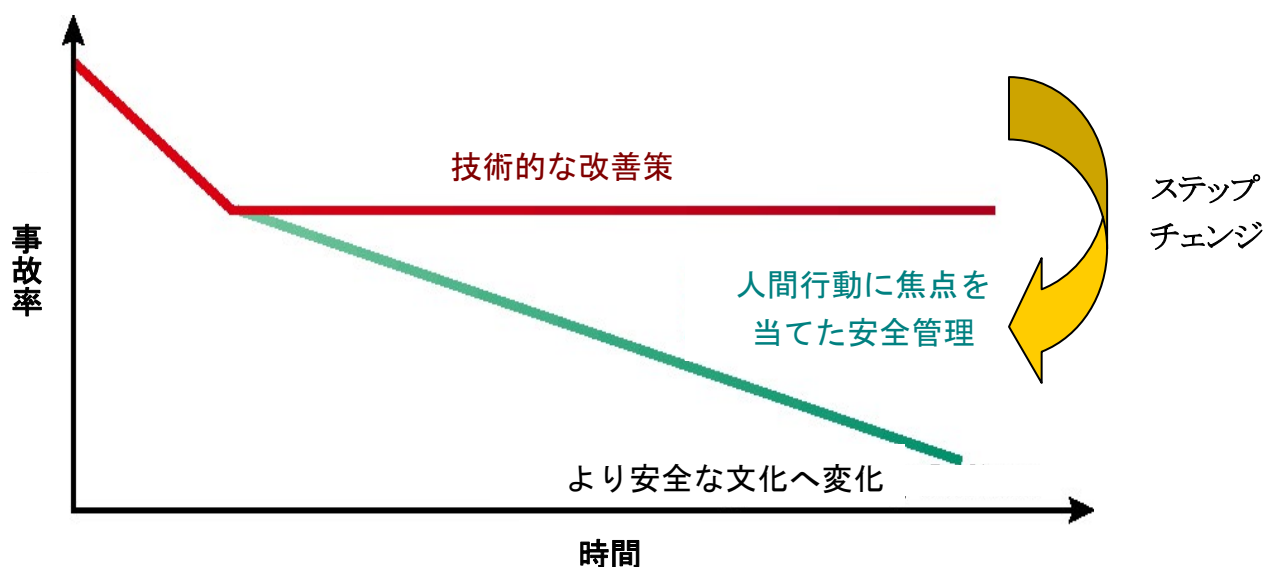 技術的な改善策
ステップ
チェンジ
事故率
人間行動に焦点を
当てた安全管理
より安全な文化へ変化
時間